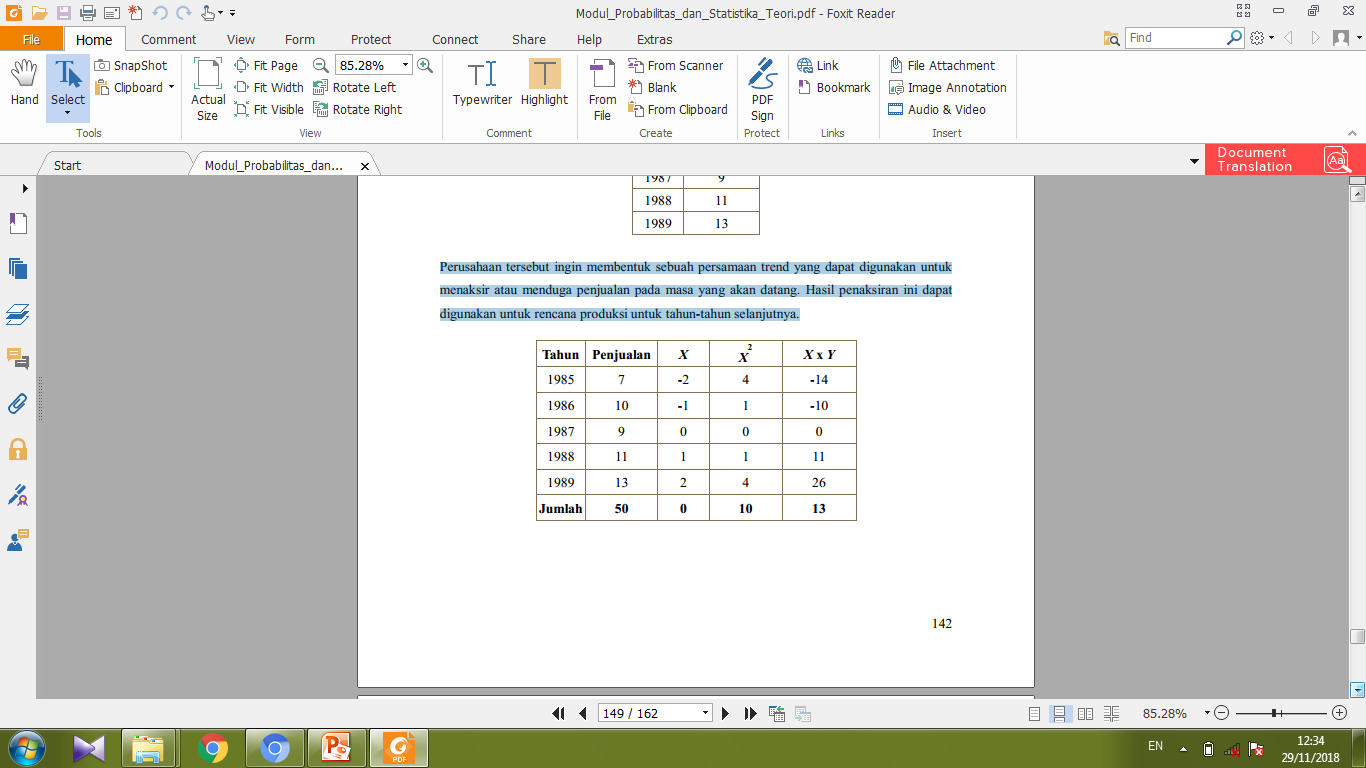 Modul_Probabilitas_dan_Statistika_Teori.pdf - Foxit Reader
File Home Comment View Form Protect Connect Share Help Extras Find
Hand Select SnapShot Clipboard Actual Size Fit Page Fit Width Fit Visible 85.28% Rotate Left Rotate Right Typewriter Highlight From File From Scanner Blank From Clipboard PDF Sign Link Bookmark File Attachment Image Annotation Audio & Video
Tools View Comment Create Protect Links Insert
Start Modul_Probabilitas_dan... x
Document Translation Aa
1987 9
1988 11
1989 13
Perusahaan tersebut ingin membentuk sebuah persamaan trend yang dapat digunakan untuk
menaksir atau menduga penjualan pada masa yang akan datang. Hasil penaksiran ini dapat
digunakan untuk rencana produksi untuk tahun-tahun selanjutnya.
Tahun Penjualan X X² X x Y
1985 7 -2 4 -14
1986 10 -1 1 -10
1987 9 0 0 0
1988 11 1 1 11
1989 13 2 4 26
Jumlah 50 0 10 13
142
149 / 162 85.28%
PDF EN 12:34
29/11/2018